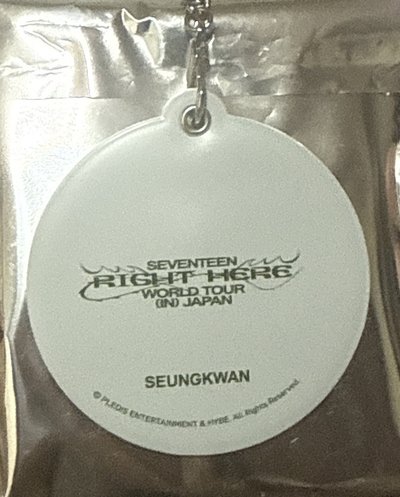 SEVENTEEN
RIGHT HERE
WORLD TOUR
(IN) JAPAN
SEUNGKWAN
© PLEDIS ENTERTAINMENT & HYBE. All Rights Reserved.